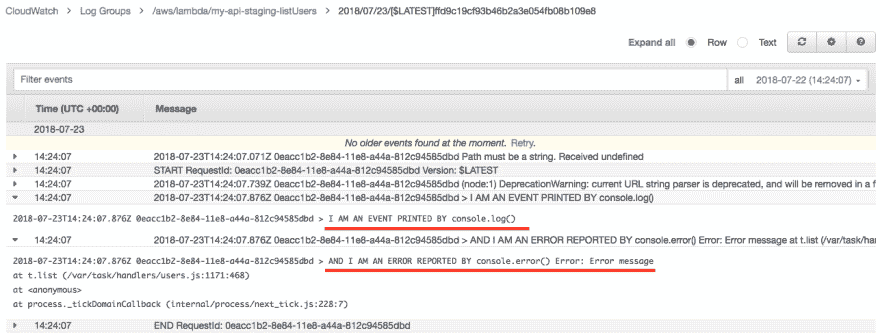 CloudWatch > Log Groups > /aws/lambda/my-api-staging-listUsers > 2018/07/23/[$LATEST]ffd9c19cf93b46b2a3e054fb08b109e8
Expand all Row Text
Filter events all 2018-07-22 (14:24:07)
Time (UTC +00:00) Message
2018-07-23
No older events found at the moment. Retry.
14:24:07 2018-07-23T14:24:07.071Z 0eacc1b2-8e84-11e8-a44a-812c94585dbd Path must be a string. Received undefined
14:24:07 START RequestId: 0eacc1b2-8e84-11e8-a44a-812c94585dbd Version: $LATEST
14:24:07 2018-07-23T14:24:07.739Z 0eacc1b2-8e84-11e8-a44a-812c94585dbd (node:1) DeprecationWarning: current URL string parser is deprecated, and will be removed in a f
14:24:07 2018-07-23T14:24:07.876Z 0eacc1b2-8e84-11e8-a44a-812c94585dbd > I AM AN EVENT PRINTED BY console.log()
2018-07-23T14:24:07.876Z 0eacc1b2-8e84-11e8-a44a-812c94585dbd > I AM AN EVENT PRINTED BY console.log()
14:24:07 2018-07-23T14:24:07.876Z 0eacc1b2-8e84-11e8-a44a-812c94585dbd > AND I AM AN ERROR REPORTED BY console.error() Error: Error message at t.list (/var/task/han
2018-07-23T14:24:07.876Z 0eacc1b2-8e84-11e8-a44a-812c94585dbd > AND I AM AN ERROR REPORTED BY console.error() Error: Error message
at t.list (/var/task/handlers/users.js:1171:468)
at <anonymous>
at process._tickDomainCallback (internal/process/next_tick.js:228:7)
14:24:07 END RequestId: 0eacc1b2-8e84-11e8-a44a-812c94585dbd